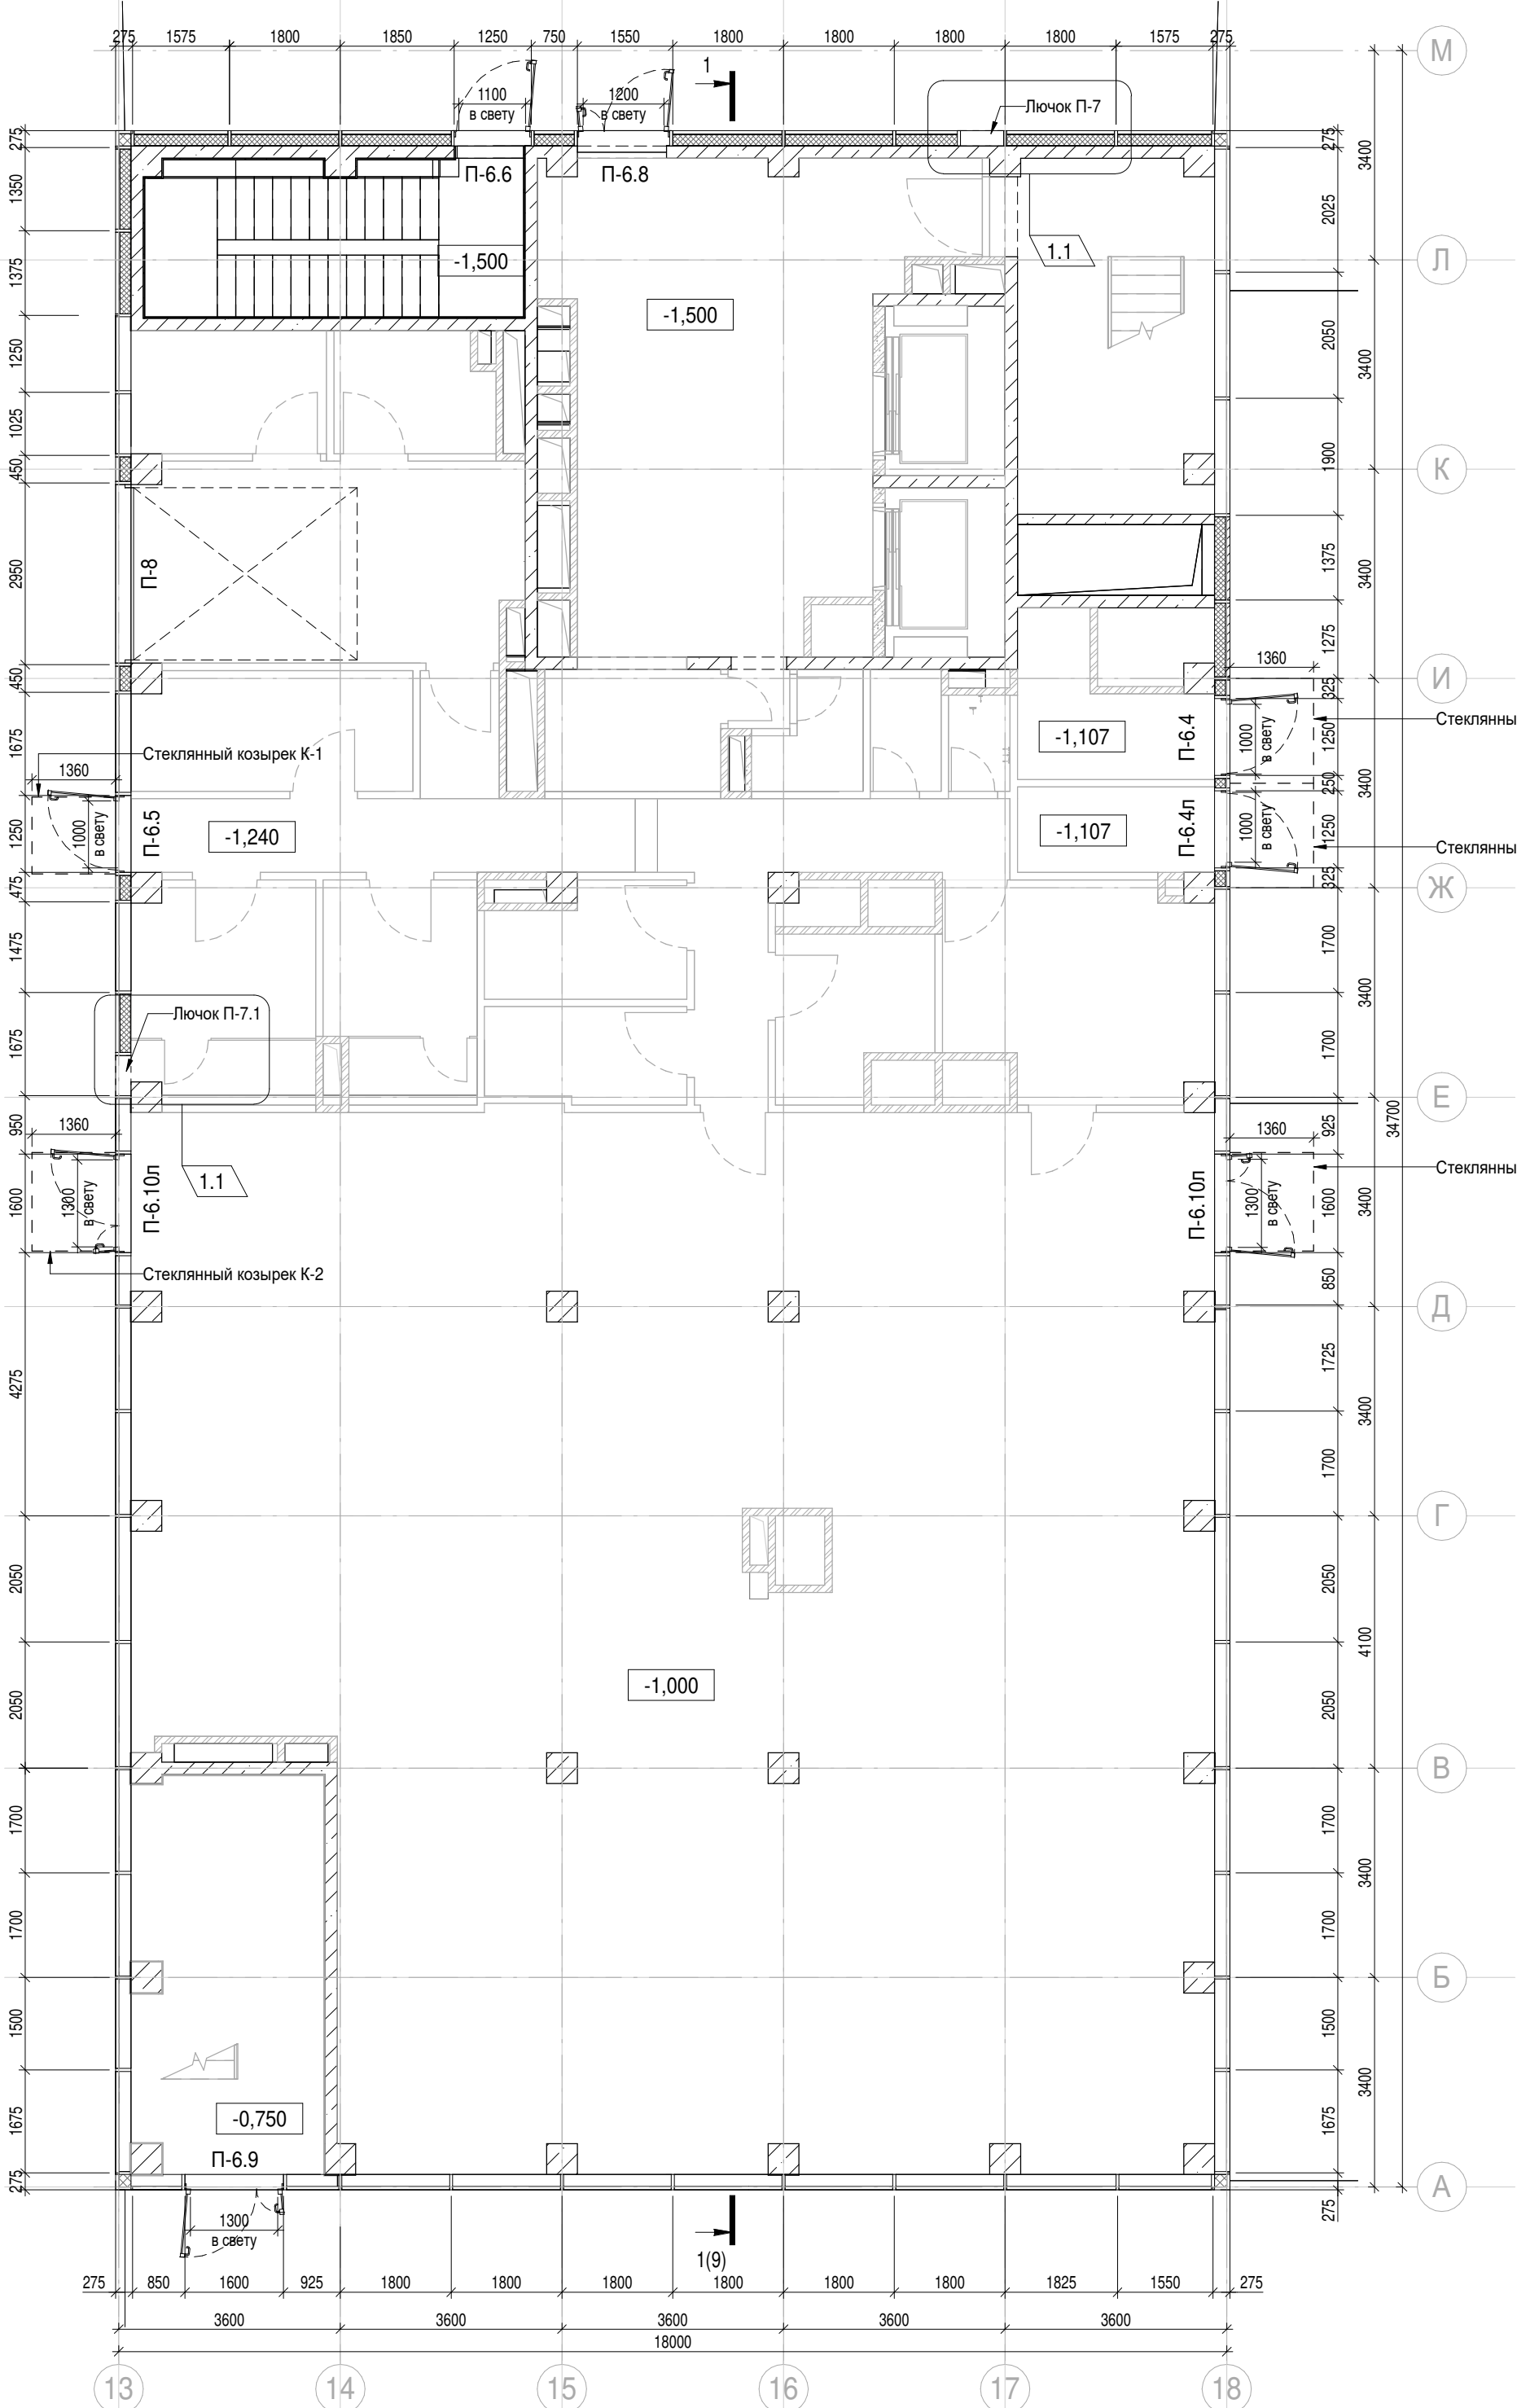 275 1575 1800 1850 1250 750 1550 1800 1800 1800 1800 1575 275
М
1
1100
в свету
1200
в свету
Лючок П-7
П-6.6
П-6.8
1.1
-1,500
-1,500
Л
К
П-8
И
1360
Стеклянны
П-6.4
1000
в свету
-1,107
Стеклянный козырек К-1
1360
П-6.5
1000
в свету
-1,240
-1,107
П-6.4л
1000
в свету
Стеклянны
Ж
Лючок П-7.1
Е
1360
1360
П-6.10л
1300
в свету
1.1
П-6.10л
1300
в свету
Стеклянны
Стеклянный козырек К-2
Д
Г
-1,000
В
Б
-0,750
П-6.9
А
1300
в свету
1(9)
275
1350
1375
1250
1025
450
2950
450
1675
1250
475
1475
1675
950
1600
4275
2050
2050
1700
1700
1500
1675
275
275
2025
2050
1900
1375
1275
325
1250
250
1250
325
1700
1700
925
1600
850
1725
1700
2050
2050
1700
1700
1500
1675
275
3400
3400
3400
3400
3400
3400
3400
4100
3400
3400
34700
275 850 1600 925 1800 1800 1800 1800 1800 1800 1825 1550 275
3600 3600 3600 3600 3600
18000
13 14 15 16 17 18